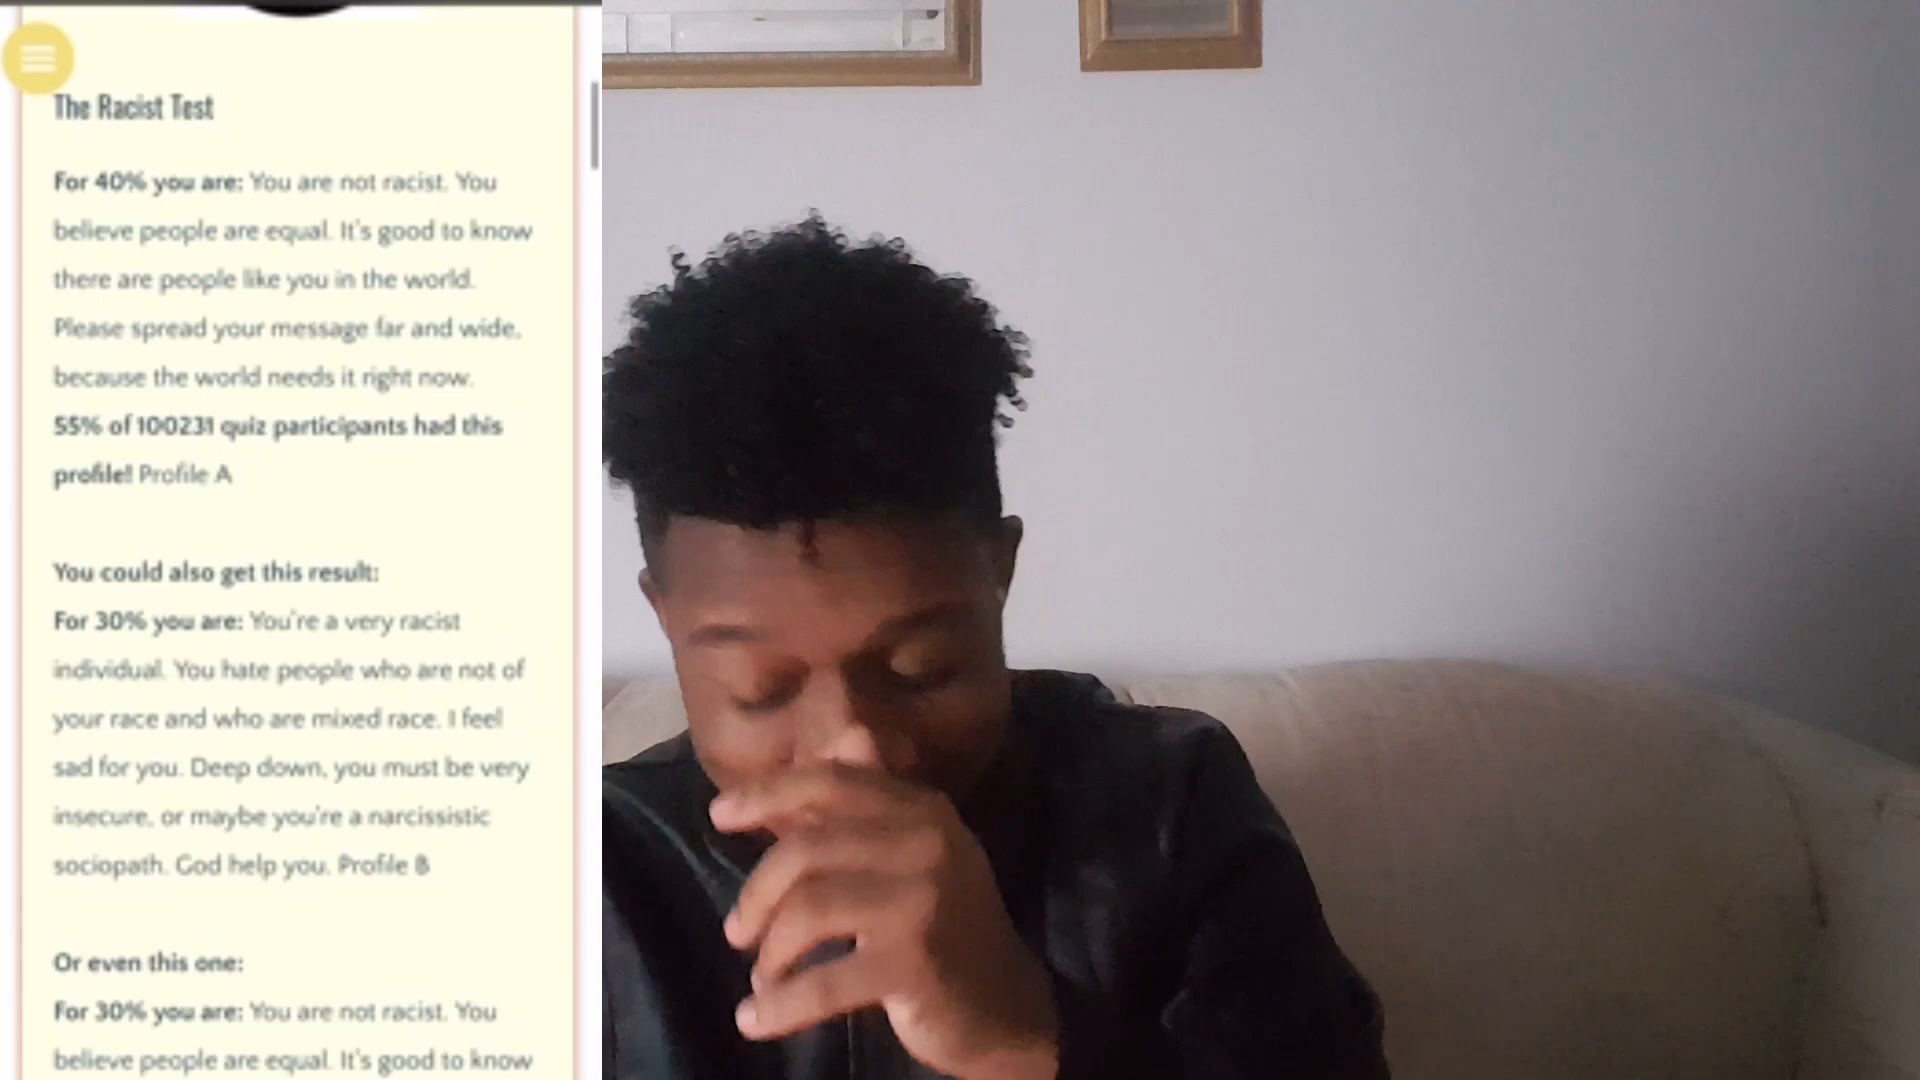 The Racist Test
For 40% you are: You are not racist. You
believe people are equal. It's good to know
there are people like you in the world.
Please spread your message far and wide,
because the world needs it right now.
55% of 100231 quiz participants had this
profile! Profile A
You could also get this result:
For 30% you are: You're a very racist
individual. You hate people who are not of
your race and who are mixed race. I feel
sad for you. Deep down, you must be very
insecure, or maybe you're a narcissistic
sociopath. God help you. Profile B
Or even this one:
For 30% you are: You are not racist. You
believe people are equal. It's good to know